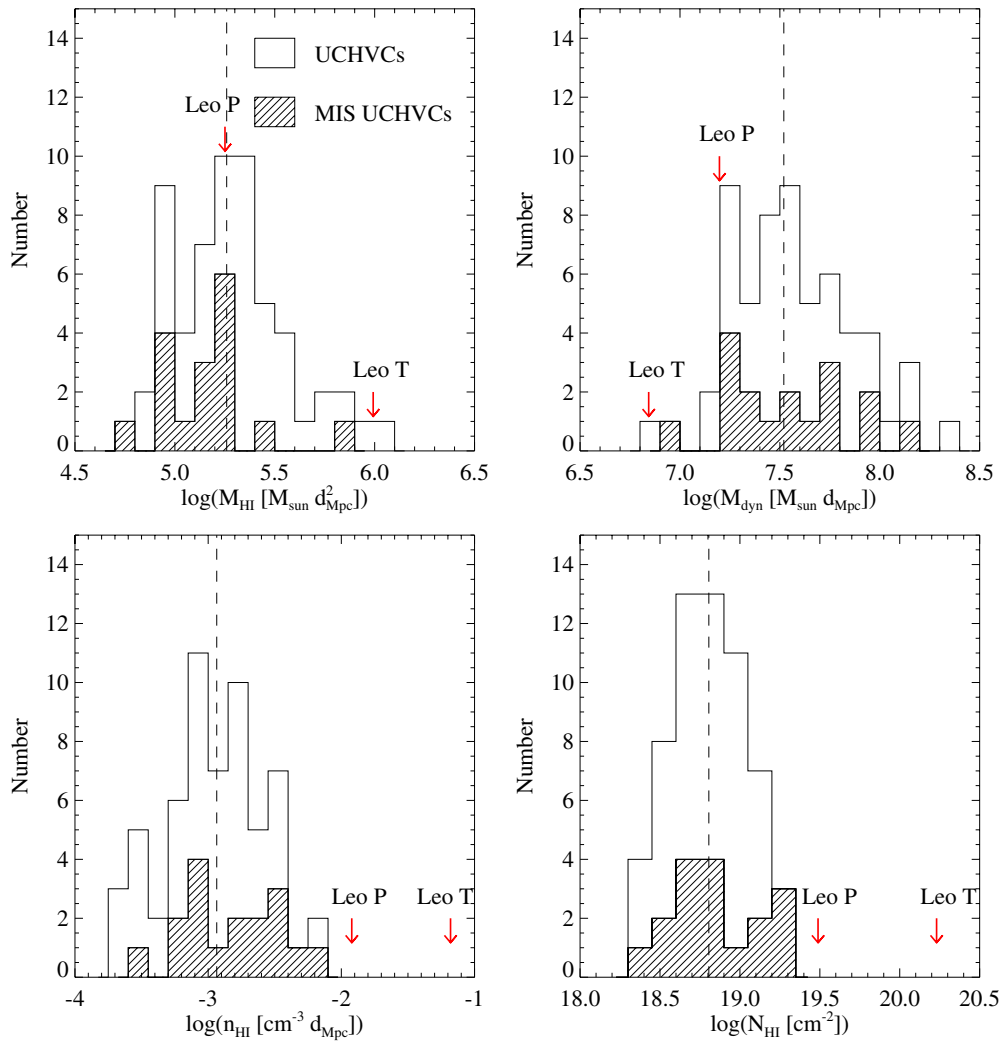 14
12
10
8
6
4
2
0
Number
UCHVCs
MIS UCHVCs
Leo P
Leo T
4.5 5.0 5.5 6.0 6.5
log(M_HI [M_sun d²_Mpc])
14
12
10
8
6
4
2
0
Number
Leo P
Leo T
6.5 7.0 7.5 8.0 8.5
log(M_dyn [M_sun d_Mpc])
14
12
10
8
6
4
2
0
Number
Leo P
Leo T
-4 -3 -2 -1
log(n_HI [cm⁻³ d_Mpc])
14
12
10
8
6
4
2
0
Number
Leo P
Leo T
18.0 18.5 19.0 19.5 20.0 20.5
log(N_HI [cm⁻²])